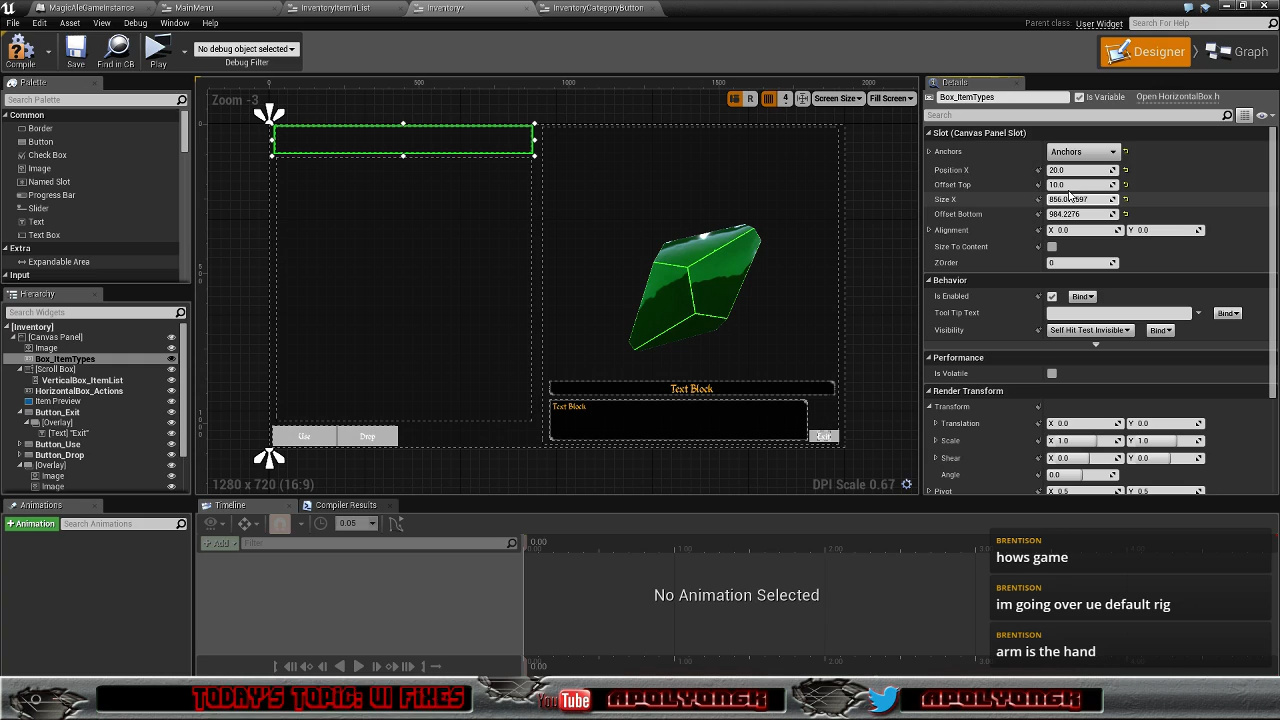 MagicAleGameInstance
MainMenu
InventoryItemInList
Inventory*
InventoryCategoryButton
File Edit Asset View Debug Window Help
Parent class: User Widget
Search For Help
Compile
Save
Find in CB
Play
No debug object selected
Debug Filter
Designer
Graph
Palette
Search Palette
Common
Border
Button
Check Box
Image
Named Slot
Progress Bar
Slider
Text
Text Box
Extra
Expandable Area
Input
Hierarchy
Search Widgets
[Inventory]
[Canvas Panel]
Image
Box_ItemTypes
[Scroll Box]
VerticalBox_ItemList
HorizontalBox_Actions
Item Preview
Button_Exit
[Overlay]
[Text] "Exit"
Button_Use
Button_Drop
[Overlay]
Image
Image
Zoom -3
0 500 1000 1500 2000
R
4
Screen Size
Fill Screen
Text Block
Text Block
Use
Drop
1280 x 720 (16:9)
DPI Scale 0.67
Details
Box_ItemTypes
Is Variable
Open HorizontalBox.h
Search
Slot (Canvas Panel Slot)
Anchors Anchors
Position X 20.0
Offset Top 10.0
Size X
Offset Bottom 984.2276
Alignment X 0.0 Y 0.0
Size To Content
ZOrder 0
Behavior
Is Enabled Bind
Tool Tip Text Bind
Visibility Self Hit Test Invisible Bind
Performance
Is Volatile
Render Transform
Transform
Translation X 0.0 Y 0.0
Scale X 1.0 Y 1.0
Shear X 0.0 Y 0.0
Angle 0.0
Pivot X 0.5 Y 0.5
Animations
+ Animation
Search Animations
Timeline
Compiler Results
0.05
+ Add
Filter
0.00
No Animation Selected
BRENTISON
hows game
BRENTISON
im going over ue default rig
BRENTISON
arm is the hand
TODAY'S TOPIC: UI FIXES
YouTube
APOLYONGK
APOLYONGK